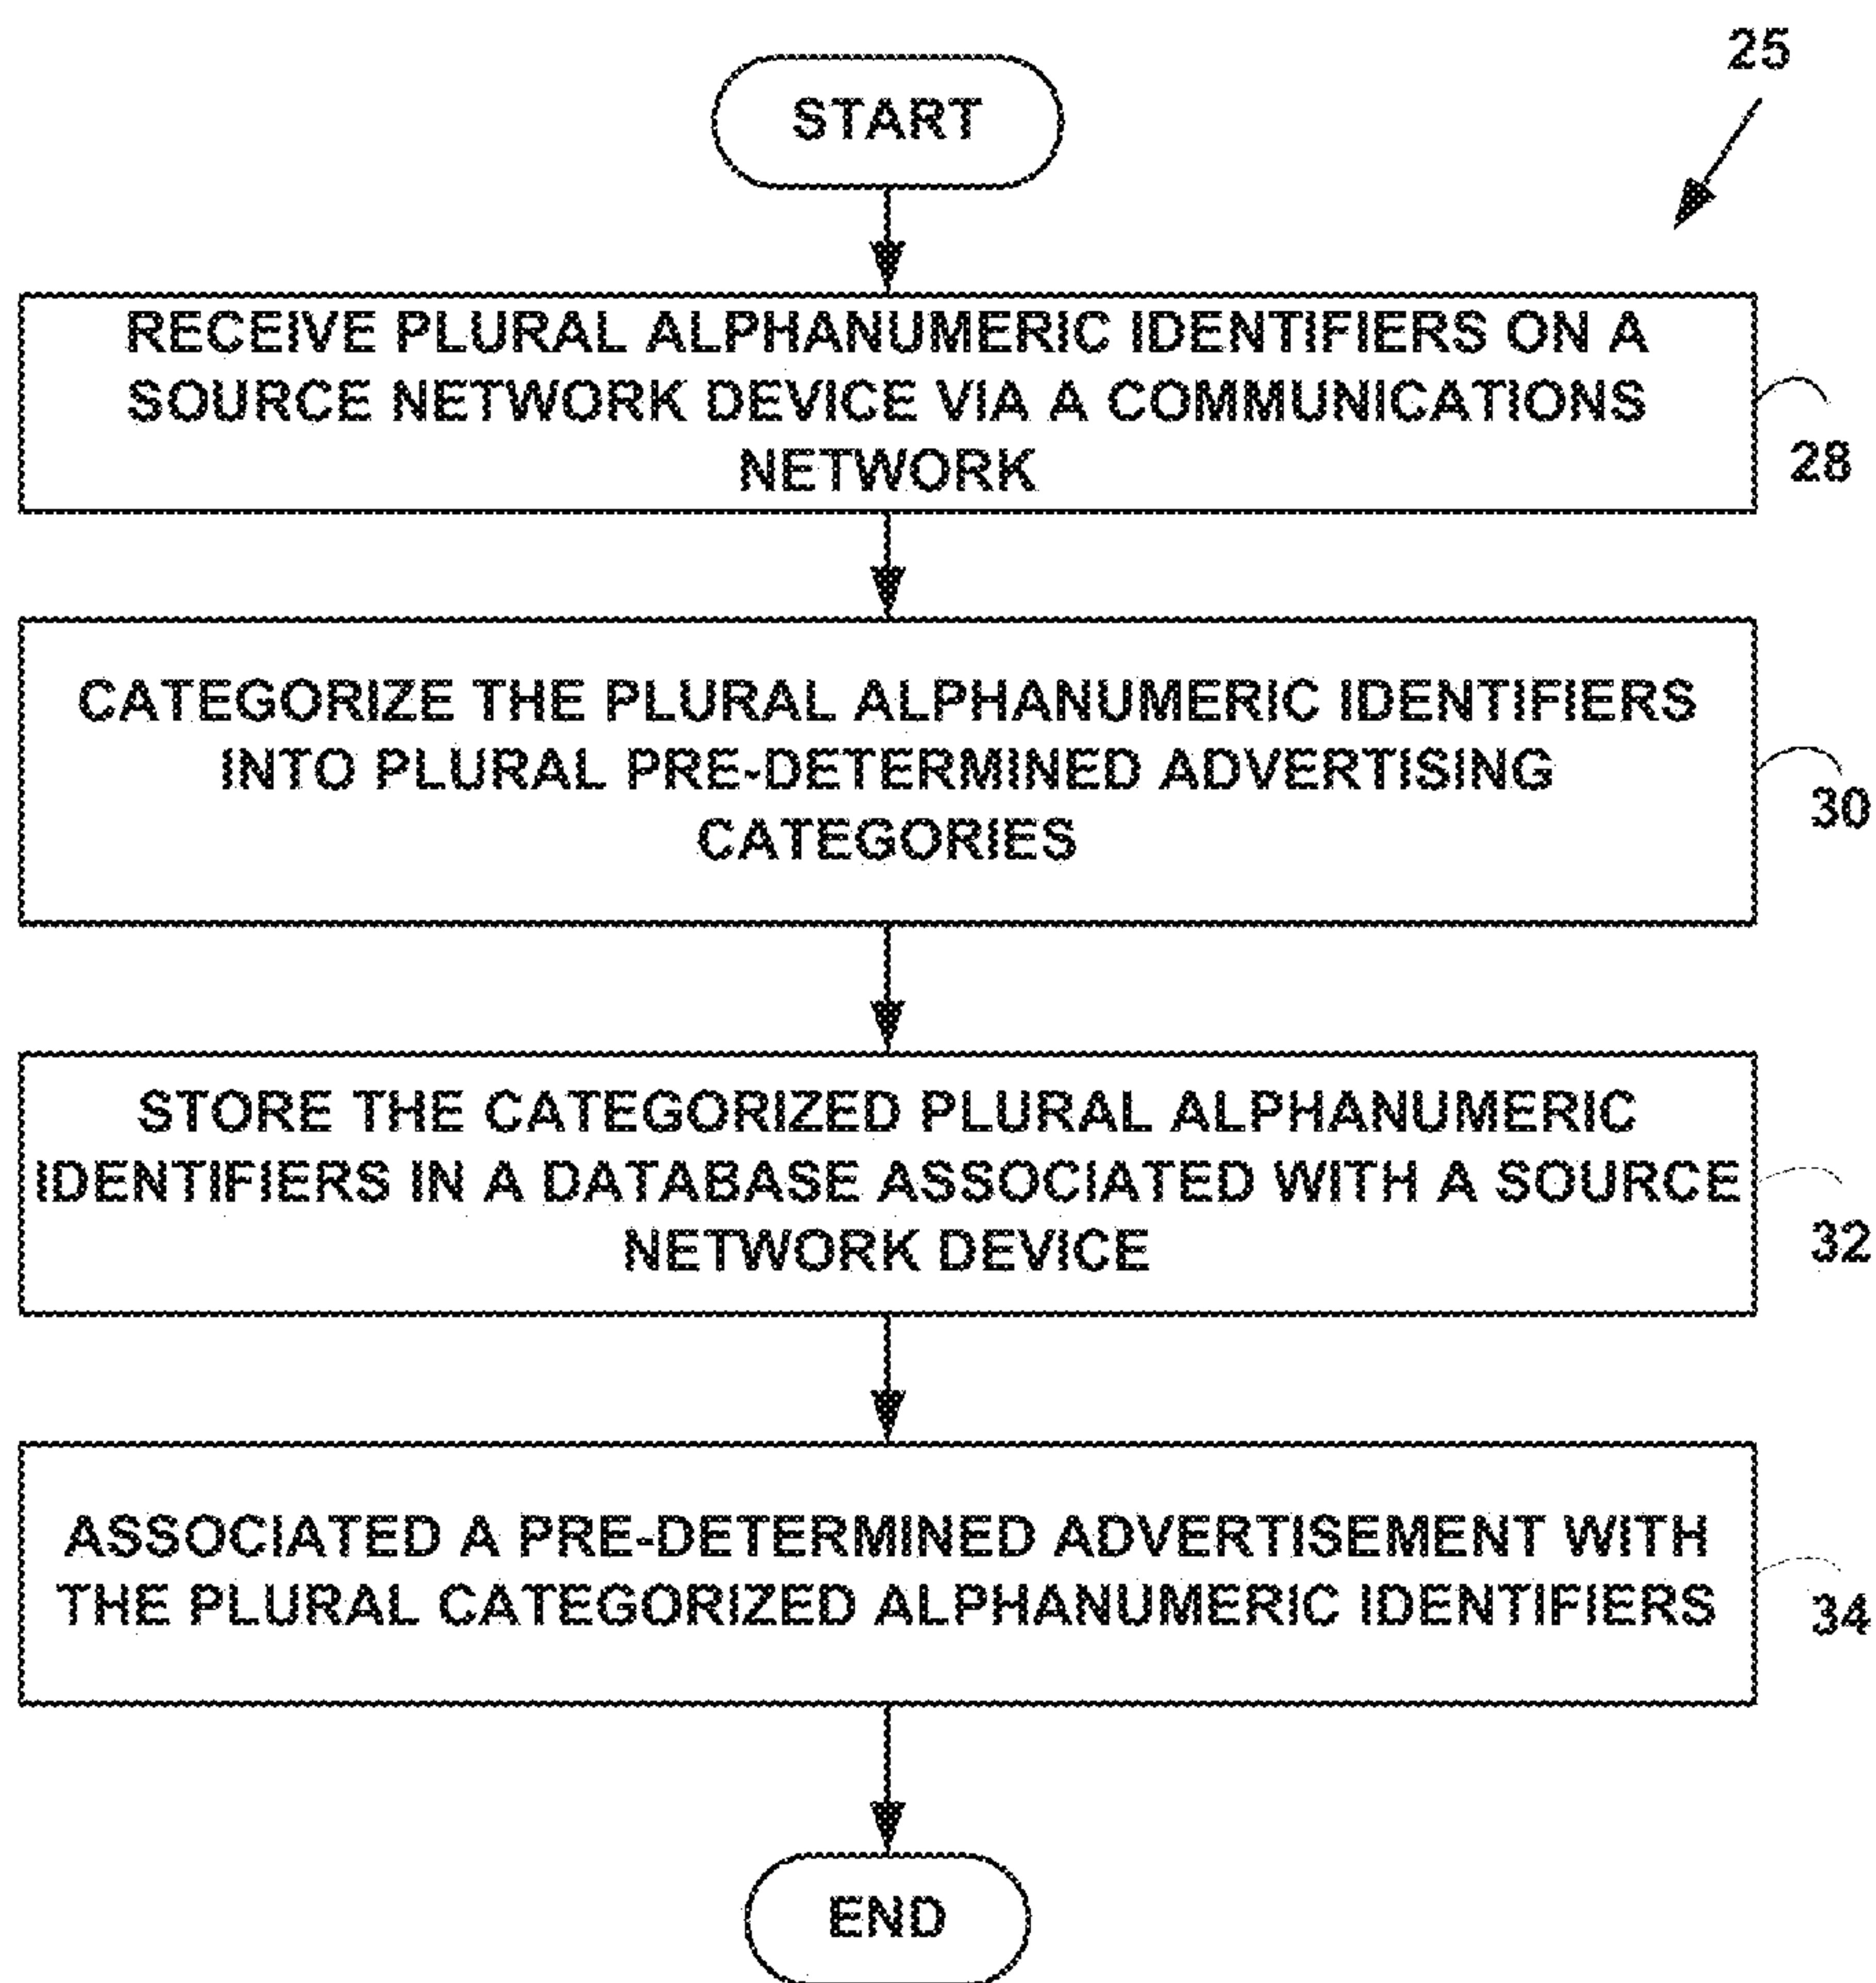 25
START
RECEIVE PLURAL ALPHANUMERIC IDENTIFIERS ON A
SOURCE NETWORK DEVICE VIA A COMMUNICATIONS
NETWORK
28
CATEGORIZE THE PLURAL ALPHANUMERIC IDENTIFIERS
INTO PLURAL PRE-DETERMINED ADVERTISING
CATEGORIES
30
STORE THE CATEGORIZED PLURAL ALPHANUMERIC
IDENTIFIERS IN A DATABASE ASSOCIATED WITH A SOURCE
NETWORK DEVICE
32
ASSOCIATED A PRE-DETERMINED ADVERTISEMENT WITH
THE PLURAL CATEGORIZED ALPHANUMERIC IDENTIFIERS
34
END